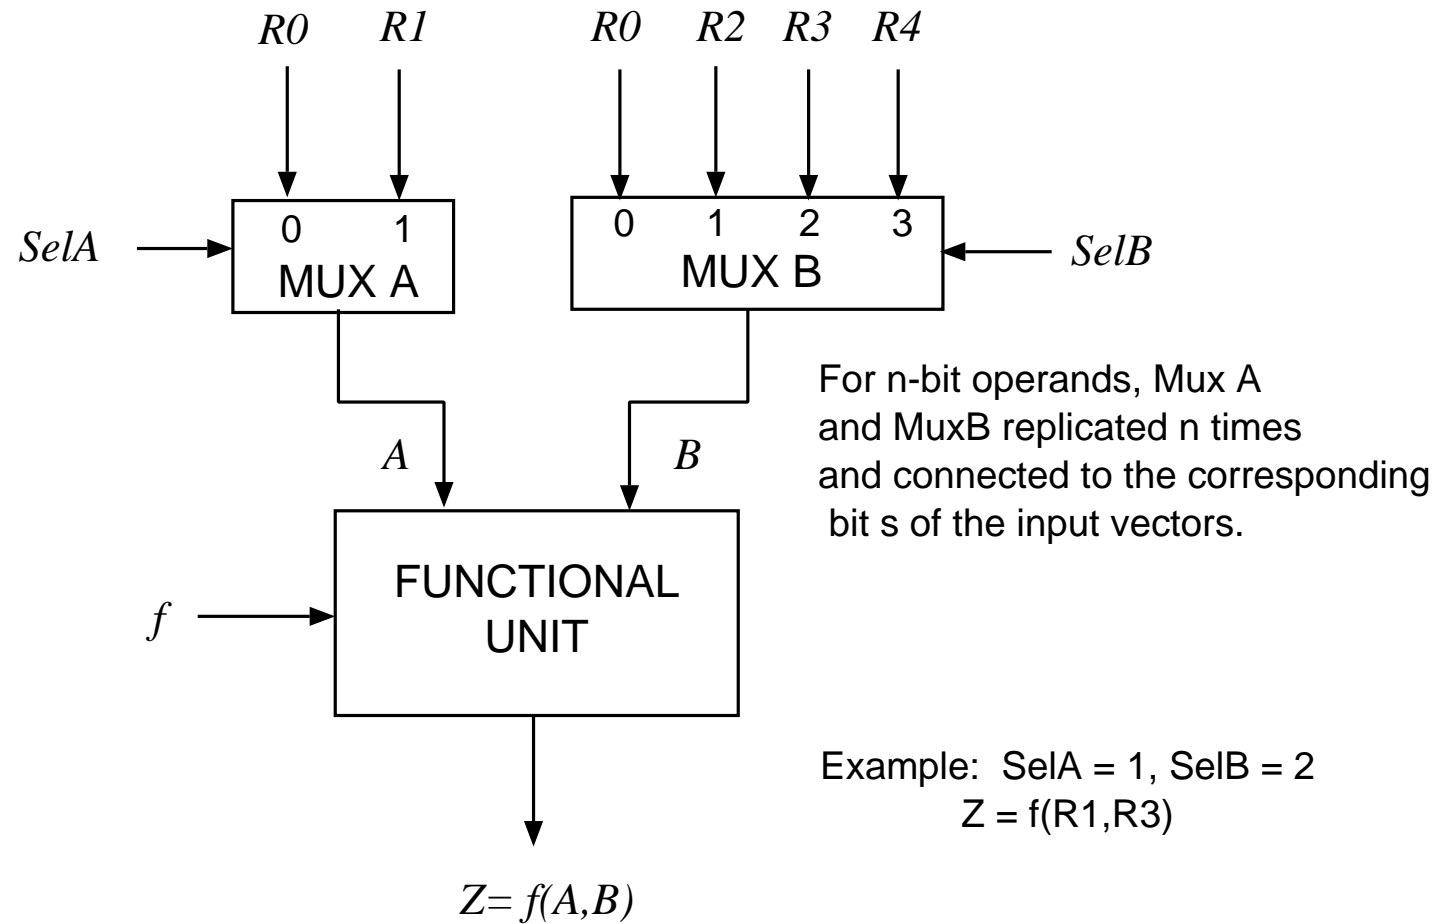 R0 R1 R0 R2 R3 R4
0 1 0 1 2 3
SelA MUX A MUX B SelB
For n-bit operands, Mux A
and MuxB replicated n times
A B and connected to the corresponding
bit s of the input vectors.
FUNCTIONAL
f UNIT
Example: SelA = 1, SelB = 2
Z = f(R1,R3)
Z= f(A,B)